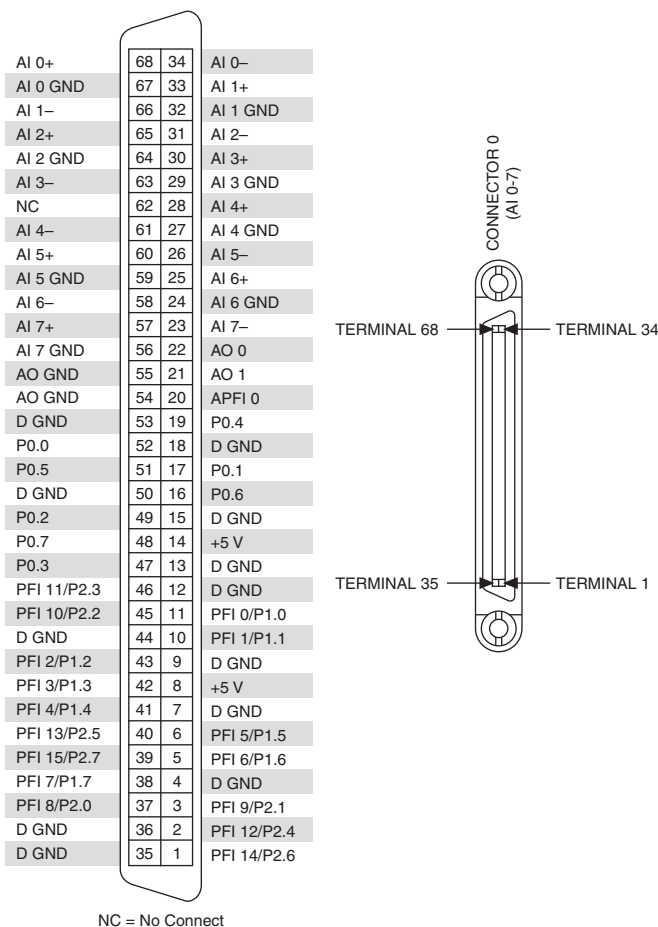 AI 0+ 68 34 AI 0–
AI 0 GND 67 33 AI 1+
AI 1– 66 32 AI 1 GND
AI 2+ 65 31 AI 2–
AI 2 GND 64 30 AI 3+
AI 3– 63 29 AI 3 GND
NC 62 28 AI 4+
AI 4– 61 27 AI 4 GND
AI 5+ 60 26 AI 5–
AI 5 GND 59 25 AI 6+
AI 6– 58 24 AI 6 GND
AI 7+ 57 23 AI 7–
AI 7 GND 56 22 AO 0
AO GND 55 21 AO 1
AO GND 54 20 APFI 0
D GND 53 19 P0.4
P0.0 52 18 D GND
P0.5 51 17 P0.1
D GND 50 16 P0.6
P0.2 49 15 D GND
P0.7 48 14 +5 V
P0.3 47 13 D GND
PFI 11/P2.3 46 12 D GND
PFI 10/P2.2 45 11 PFI 0/P1.0
D GND 44 10 PFI 1/P1.1
PFI 2/P1.2 43 9 D GND
PFI 3/P1.3 42 8 +5 V
PFI 4/P1.4 41 7 D GND
PFI 13/P2.5 40 6 PFI 5/P1.5
PFI 15/P2.7 39 5 PFI 6/P1.6
PFI 7/P1.7 38 4 D GND
PFI 8/P2.0 37 3 PFI 9/P2.1
D GND 36 2 PFI 12/P2.4
D GND 35 1 PFI 14/P2.6
NC = No Connect
CONNECTOR 0
(AI 0-7)
TERMINAL 68 TERMINAL 34
TERMINAL 35 TERMINAL 1